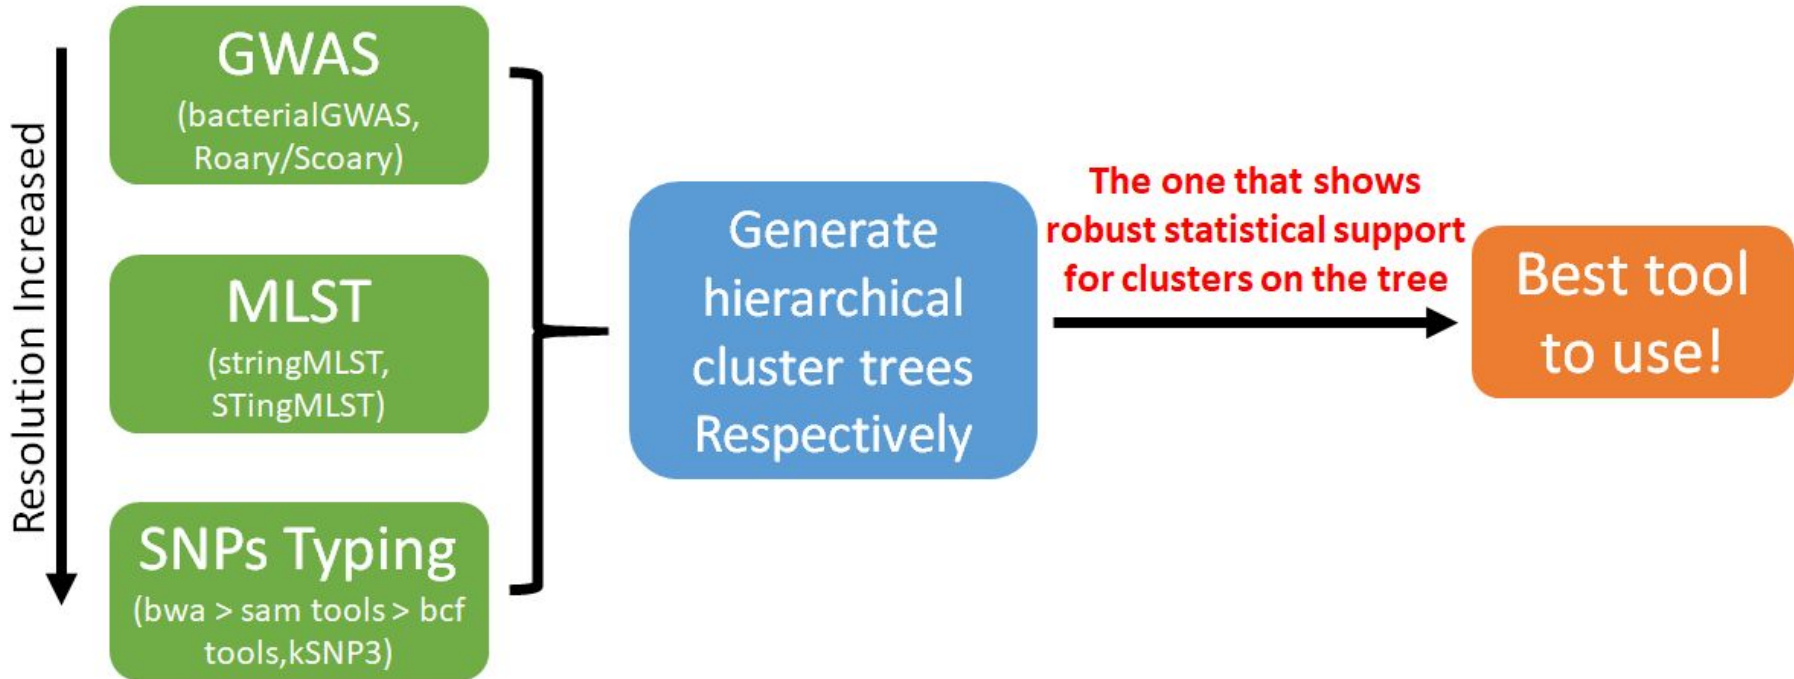 Resolution Increased
GWAS
(bacterialGWAS,
Roary/Scoary)
MLST
(stringMLST,
STingMLST)
SNPs Typing
(bwa > sam tools > bcf
tools,kSNP3)
Generate
hierarchical
cluster trees
Respectively
The one that shows
robust statistical support
for clusters on the tree
Best tool
to use!